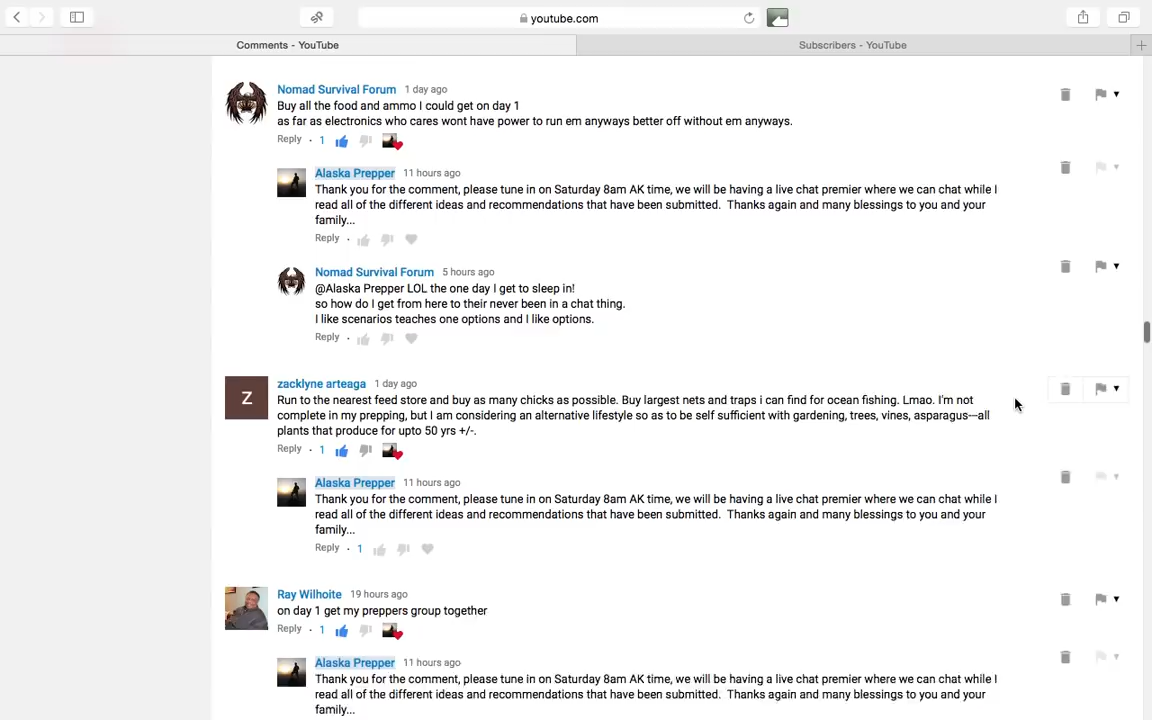 youtube.com
Comments - YouTube
Subscribers - YouTube
Nomad Survival Forum 1 day ago
Buy all the food and ammo I could get on day 1
as far as electronics who cares wont have power to run em anyways better off without em anyways.
Reply · 1
Alaska Prepper 11 hours ago
Thank you for the comment, please tune in on Saturday 8am AK time, we will be having a live chat premier where we can chat while I
read all of the different ideas and recommendations that have been submitted. Thanks again and many blessings to you and your
family...
Reply ·
Nomad Survival Forum 5 hours ago
@Alaska Prepper LOL the one day I get to sleep in!
so how do I get from here to their never been in a chat thing.
I like scenarios teaches one options and I like options.
Reply ·
Z
zacklyne arteaga 1 day ago
Run to the nearest feed store and buy as many chicks as possible. Buy largest nets and traps i can find for ocean fishing. Lmao. I'm not
complete in my prepping, but I am considering an alternative lifestyle so as to be self sufficient with gardening, trees, vines, asparagus---all
plants that produce for upto 50 yrs +/-.
Reply · 1
Alaska Prepper 11 hours ago
Thank you for the comment, please tune in on Saturday 8am AK time, we will be having a live chat premier where we can chat while I
read all of the different ideas and recommendations that have been submitted. Thanks again and many blessings to you and your
family...
Reply · 1
Ray Wilhoite 19 hours ago
on day 1 get my preppers group together
Reply · 1
Alaska Prepper 11 hours ago
Thank you for the comment, please tune in on Saturday 8am AK time, we will be having a live chat premier where we can chat while I
read all of the different ideas and recommendations that have been submitted. Thanks again and many blessings to you and your
family...